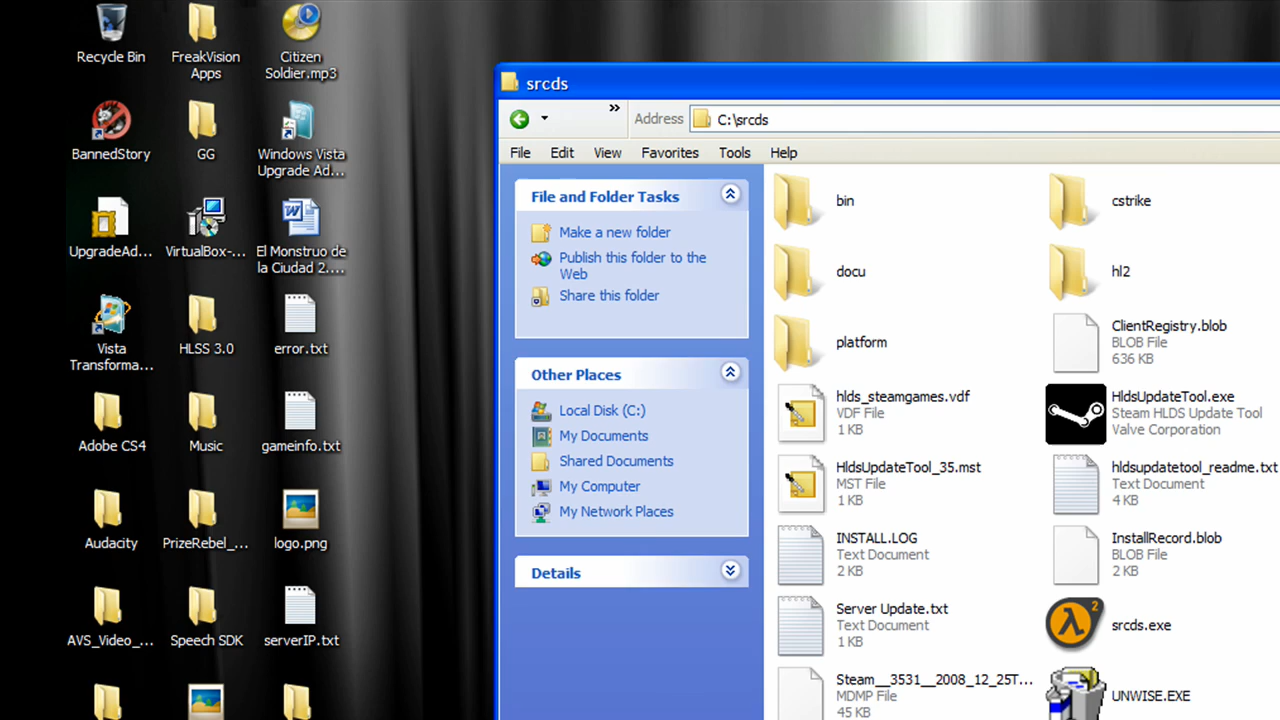 Recycle Bin
FreakVision
Apps
Citizen
Soldier.mp3
BannedStory
GG
Windows Vista
Upgrade Ad...
UpgradeAd...
VirtualBox-...
El Monstruo de
la Ciudad 2....
Vista
Transforma...
HLSS 3.0
error.txt
Adobe CS4
Music
gameinfo.txt
Audacity
PrizeRebel_...
logo.png
AVS_Video_...
Speech SDK
serverIP.txt
srcds
»
Address C:\srcds
File Edit View Favorites Tools Help
File and Folder Tasks
Make a new folder
Publish this folder to the
Web
Share this folder
Other Places
Local Disk (C:)
My Documents
Shared Documents
My Computer
My Network Places
Details
bin
cstrike
docu
hl2
platform
ClientRegistry.blob
BLOB File
636 KB
hlds_steamgames.vdf
VDF File
1 KB
HldsUpdateTool.exe
Steam HLDS Update Tool
Valve Corporation
HldsUpdateTool_35.mst
MST File
1 KB
hldsupdatetool_readme.txt
Text Document
4 KB
INSTALL.LOG
Text Document
2 KB
InstallRecord.blob
BLOB File
2 KB
Server Update.txt
Text Document
1 KB
srcds.exe
Steam__3531__2008_12_25T...
MDMP File
45 KB
UNWISE.EXE